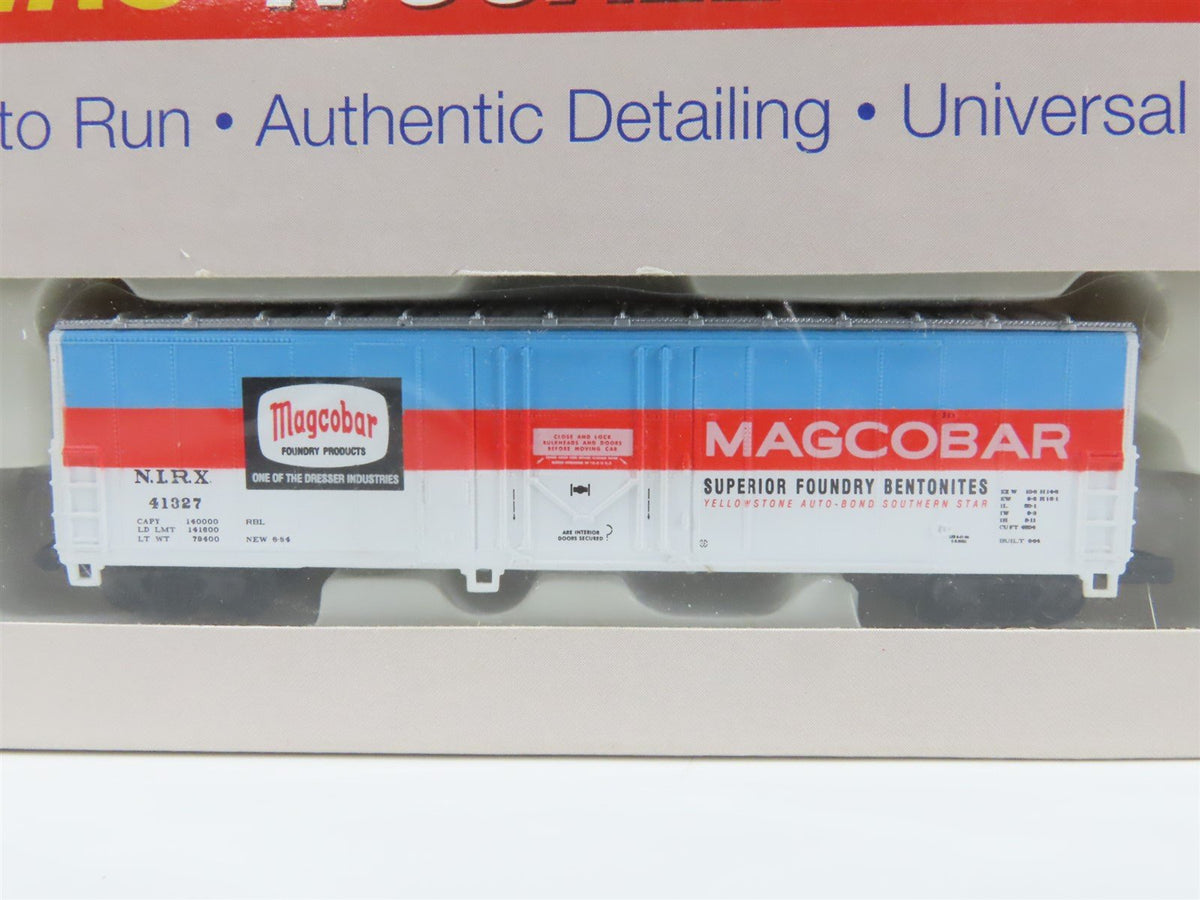 N SCALE
to Run • Authentic Detailing • Universal
Magcobar
FOUNDRY PRODUCTS
ONE OF THE DRESSER INDUSTRIES
N.I.R.X.
41327
CAPY 140000 RBL
LD LMT 141600
LT WT 78400 NEW 6-84
CLOSE AND LOCK
BULKHEADS AND DOORS
BEFORE MOVING CAR
ARE INTERIOR
DOORS SECURED?
MAGCOBAR
SUPERIOR FOUNDRY BENTONITES
YELLOWSTONE AUTO-BOND SOUTHERN STAR